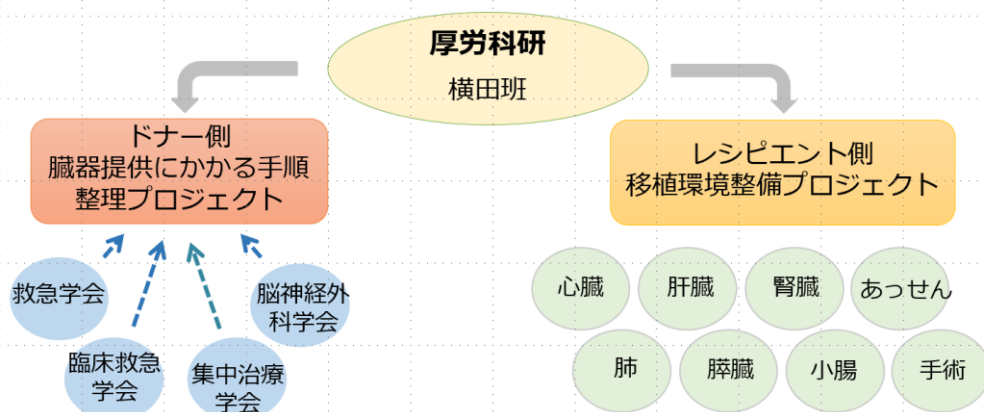 厚労科研
横田班
ドナー側
臓器提供にかかる手順
整理プロジェクト
レシピエント側
移植環境整備プロジェクト
救急学会
臨床救急
学会
集中治療
学会
脳神経外
科学会
心臓
肝臓
腎臓
あっせん
肺
膵臓
小腸
手術